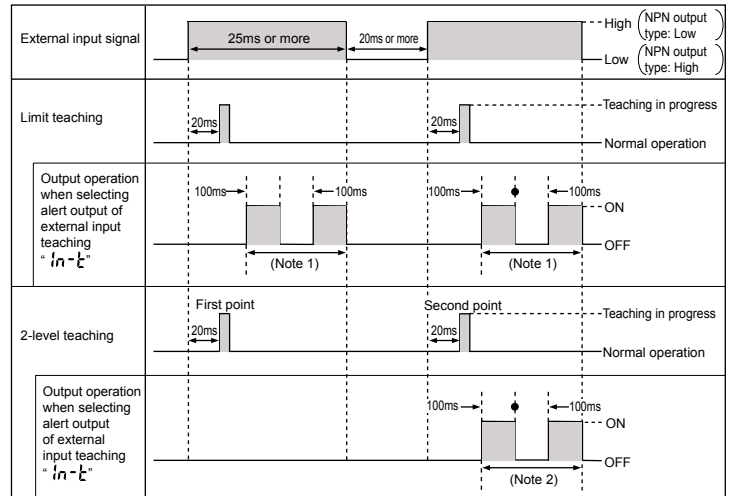 External input signal
25ms or more
20ms or more
High (NPN output type: Low)
Low (NPN output type: High)
Limit teaching
20ms
20ms
Teaching in progress
Normal operation
Output operation
when selecting
alert output of
external input
teaching
“ In-t”
100ms
100ms
100ms
100ms
ON
OFF
(Note 1)
(Note 1)
2-level teaching
First point
Second point
20ms
20ms
Teaching in progress
Normal operation
Output operation
when selecting
alert output
of external
input teaching
“ In-t”
100ms
100ms
ON
OFF
(Note 2)